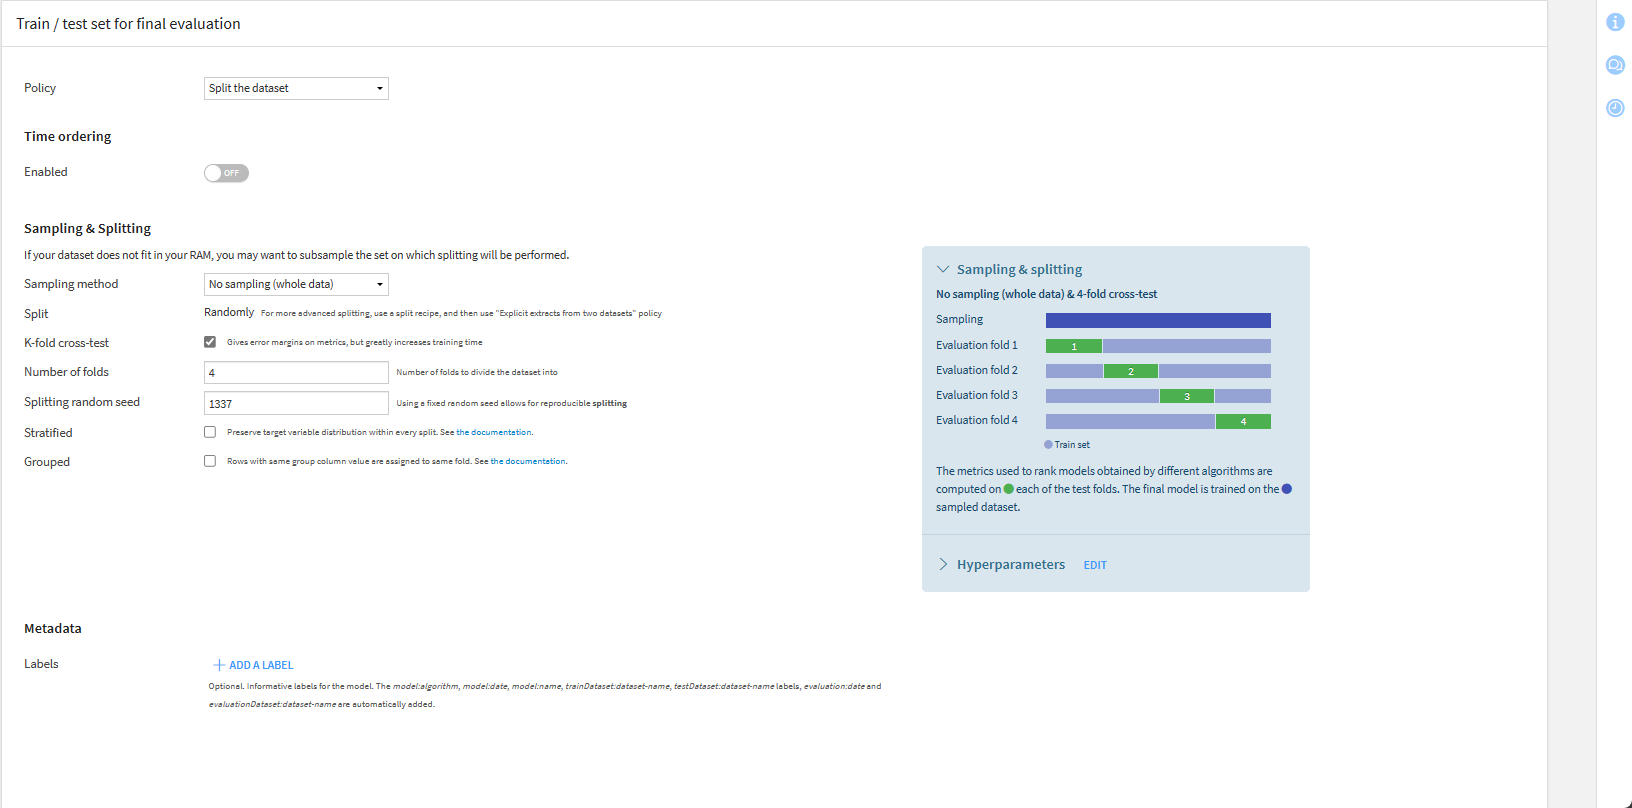 Train / test set for final evaluation
Policy
Split the dataset
Time ordering
Enabled
OFF
Sampling & Splitting
If your dataset does not fit in your RAM, you may want to subsample the set on which splitting will be performed.
Sampling method
No sampling (whole data)
Split
Randomly For more advanced splitting, use a split recipe, and then use "Explicit extracts from two datasets" policy
K-fold cross-test
Gives error margins on metrics, but greatly increases training time
Number of folds
4
Number of folds to divide the dataset into
Splitting random seed
1337
Using a fixed random seed allows for reproducible splitting
Stratified
Preserve target variable distribution within every split. See the documentation.
Grouped
Rows with same group column value are assigned to same fold. See the documentation.
Sampling & splitting
No sampling (whole data) & 4-fold cross-test
Sampling
Evaluation fold 1
1
Evaluation fold 2
2
Evaluation fold 3
3
Evaluation fold 4
4
Train set
The metrics used to rank models obtained by different algorithms are
computed on each of the test folds. The final model is trained on the
sampled dataset.
Hyperparameters EDIT
Metadata
Labels
ADD A LABEL
Optional. Informative labels for the model. The model:algorithm, model:date, model:name, trainDataset:dataset-name, testDataset:dataset-name labels, evaluation:date and
evaluationDataset:dataset-name are automatically added.